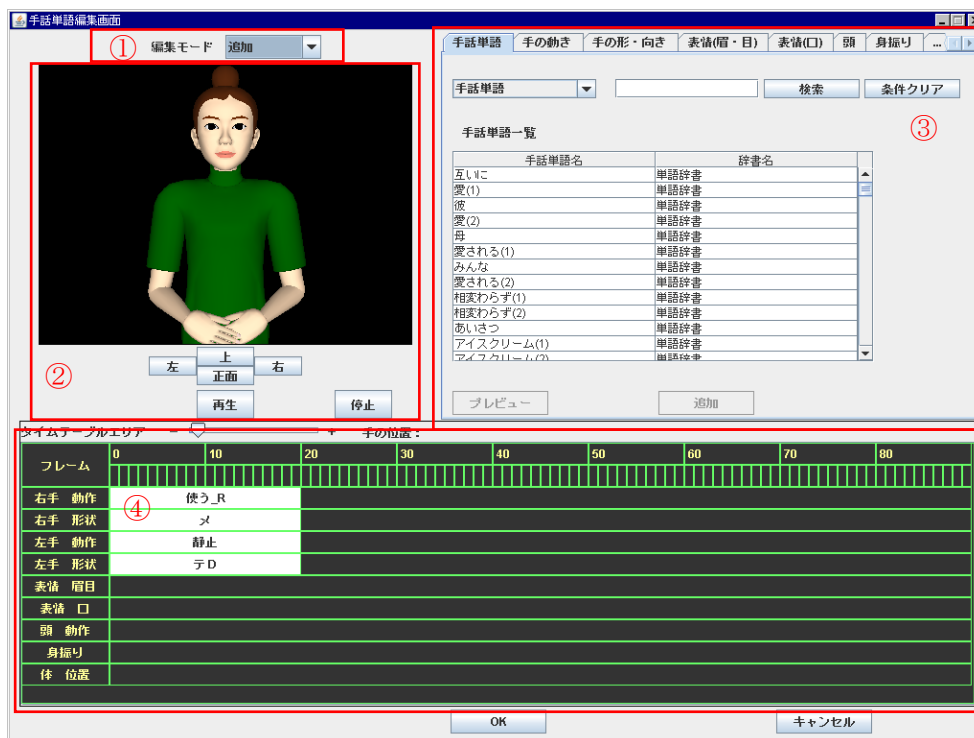 手話単語編集画面
① 編集モード 追加
手話単語 手の動き 手の形・向き 表情(眉・目) 表情(口) 頭 身振り ...
手話単語 検索 条件クリア
③
手話単語一覧
手話単語名 辞書名
互いに 単語辞書
愛(1) 単語辞書
彼 単語辞書
愛(2) 単語辞書
母 単語辞書
愛される(1) 単語辞書
みんな 単語辞書
愛される(2) 単語辞書
相変わらず(1) 単語辞書
相変わらず(2) 単語辞書
あいさつ 単語辞書
アイスクリーム(1) 単語辞書
アイスクリーム(2) 単語辞書
プレビュー 追加
②
左 上 右
正面
再生 停止
タイムテーブルエリア - + 手の位置:
フレーム 0 10 20 30 40 50 60 70 80
④
右手 動作 使う_R
右手 形状 メ
左手 動作 静止
左手 形状 テD
表情 眉目
表情 口
頭 動作
身振り
体 位置
OK キャンセル